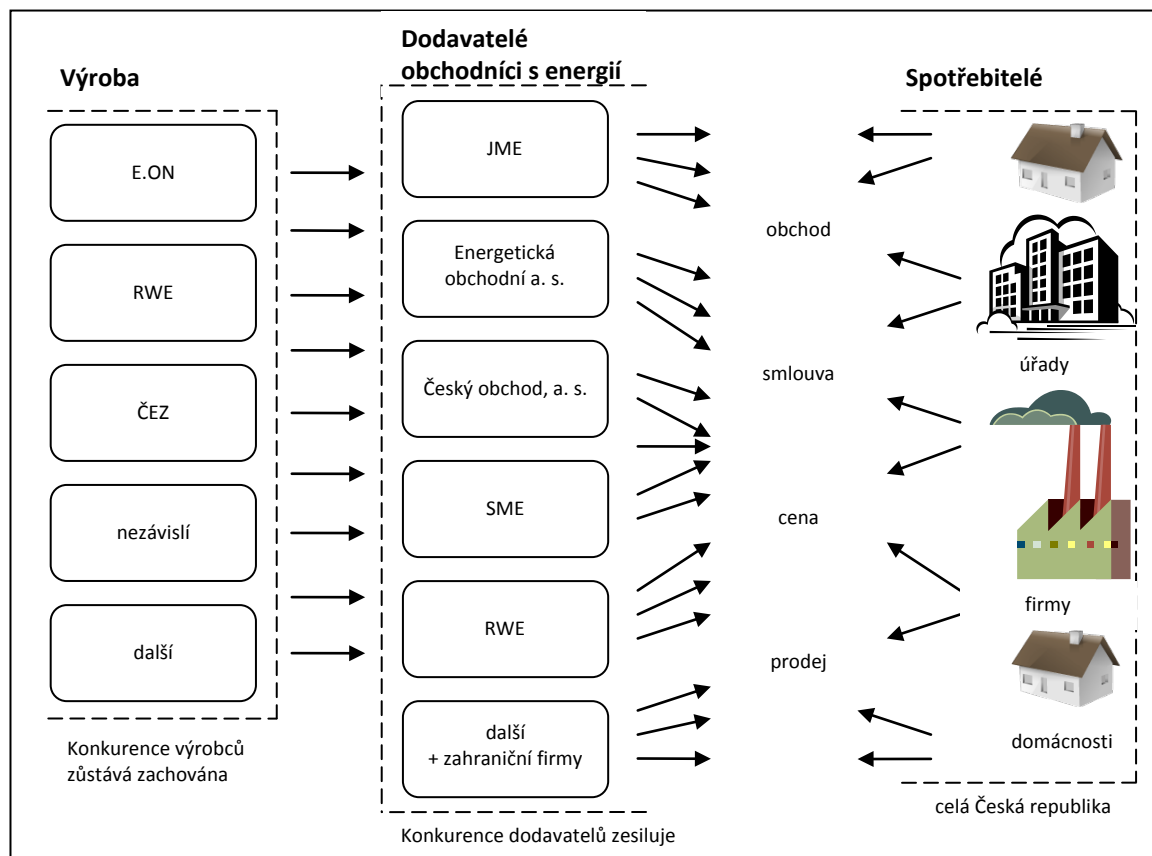 Výroba
E.ON
RWE
ČEZ
nezávislí
další
Konkurence výrobců
zůstává zachována
Dodavatelé
obchodníci s energií
JME
Energetická
obchodní a. s.
Český obchod, a. s.
SME
RWE
další
+ zahraniční firmy
Konkurence dodavatelů zesiluje
obchod
smlouva
cena
prodej
Spotřebitelé
úřady
firmy
domácnosti
celá Česká republika